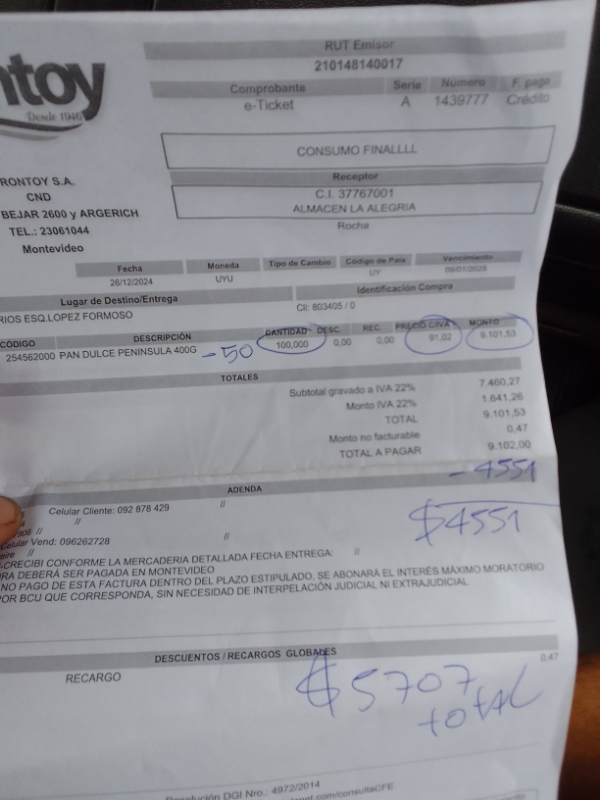 ntoy
Desde 1946
RUT Emisor
210148140017
Comprobante Serie Número F. pago
e-Ticket A 1439777 Crédito
CONSUMO FINALLLL
Receptor
C.I. 37767001
ALMACEN LA ALEGRIA
Rocha
RONTOY S.A.
CND
BEJAR 2600 y ARGERICH
TEL.: 23061044
Montevideo
Fecha Moneda Tipo de Cambio Código de País Vencimiento
26/12/2024 UYU UY
Lugar de Destino/Entrega Identificación Compra
RIOS ESQ.LOPEZ FORMOSO Cli: 803405 / 0
CÓDIGO DESCRIPCIÓN CANTIDAD DESC. REC. PRECIO C/IVA MONTO
254562000 PAN DULCE PENINSULA 400G -50 100,000 0,00 0,00 91,02 9.101,53
TOTALES
Subtotal gravado a IVA 22% 7.460,27
Monto IVA 22% 1.641,26
TOTAL 9.101,53
Monto no facturable 0,47
TOTAL A PAGAR 9.102,00
- 4551
ADENDA
$4551
Celular Cliente: 092 878 429 //
//
908 //
Celular Vend: 096262728 //
//
CRECIBI CONFORME LA MERCADERIA DETALLADA FECHA ENTREGA: //
RA DEBERÁ SER PAGADA EN MONTEVIDEO
NO PAGO DE ESTA FACTURA DENTRO DEL PLAZO ESTIPULADO, SE ABONARA EL INTERÉS MÁXIMO MORATORIO
POR BCU QUE CORRESPONDA, SIN NECESIDAD DE INTERPELACIÓN JUDICIAL NI EXTRAJUDICIAL
DESCUENTOS / RECARGOS GLOBALES
RECARGO 0,47
$5707
total
Resolución DGI Nro.: 4972/2014
net.com/consultaCFE